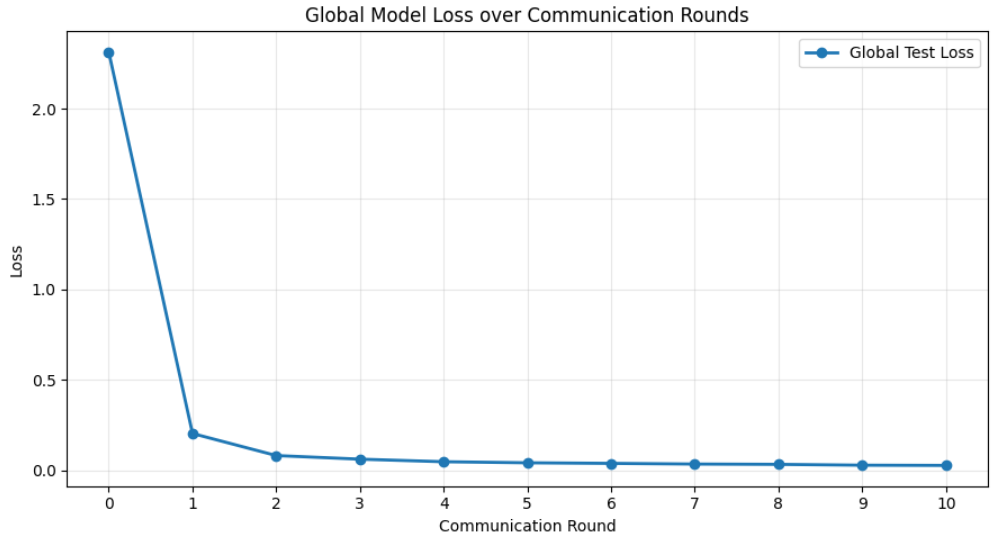 Global Model Loss over Communication Rounds
Global Test Loss
Loss
2.0
1.5
1.0
0.5
0.0
0 1 2 3 4 5 6 7 8 9 10
Communication Round